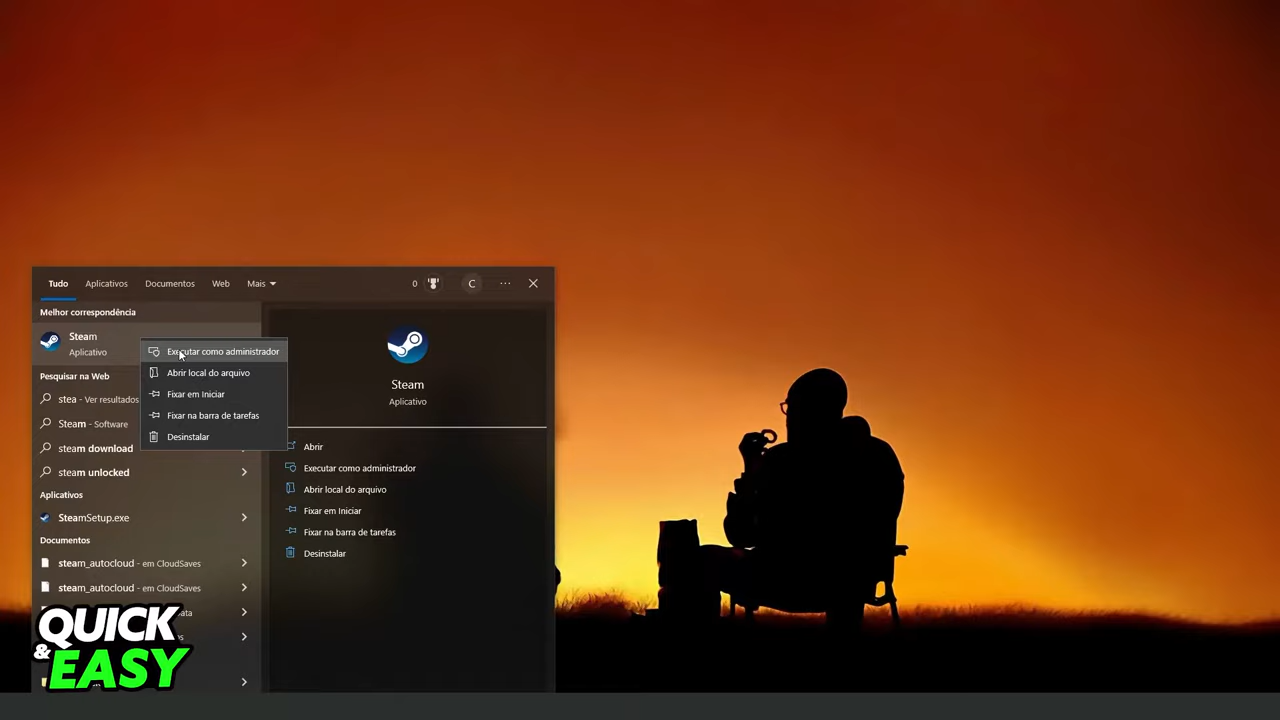 Tudo
Aplicativos
Documentos
Web
Mais
0
C
Melhor correspondência
Steam
Aplicativo
Executar como administrador
Abrir local do arquivo
Fixar em Iniciar
Fixar na barra de tarefas
Desinstalar
Pesquisar na Web
stea - Ver resultados
Steam - Software
steam download
steam unlocked
Aplicativos
SteamSetup.exe
Documentos
steam_autocloud - em CloudSaves
steam_autocloud - em CloudSaves
Steam
Aplicativo
Abrir
Executar como administrador
Abrir local do arquivo
Fixar em Iniciar
Fixar na barra de tarefas
Desinstalar
QUICK
& EASY